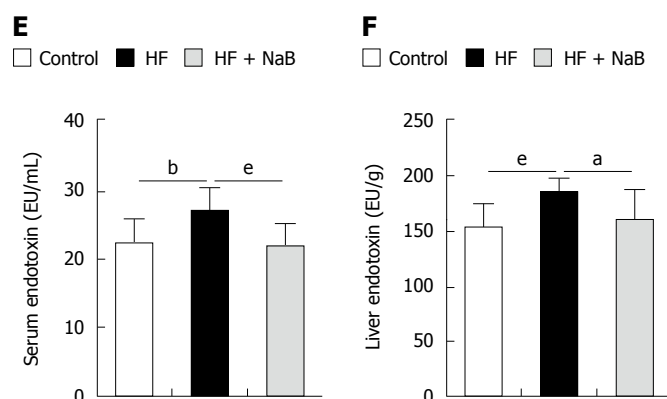 E
Control HF HF + NaB
40
30
20
10
0
Serum endotoxin (EU/mL)
b e
F
Control HF HF + NaB
250
200
150
100
50
0
Liver endotoxin (EU/g)
e a